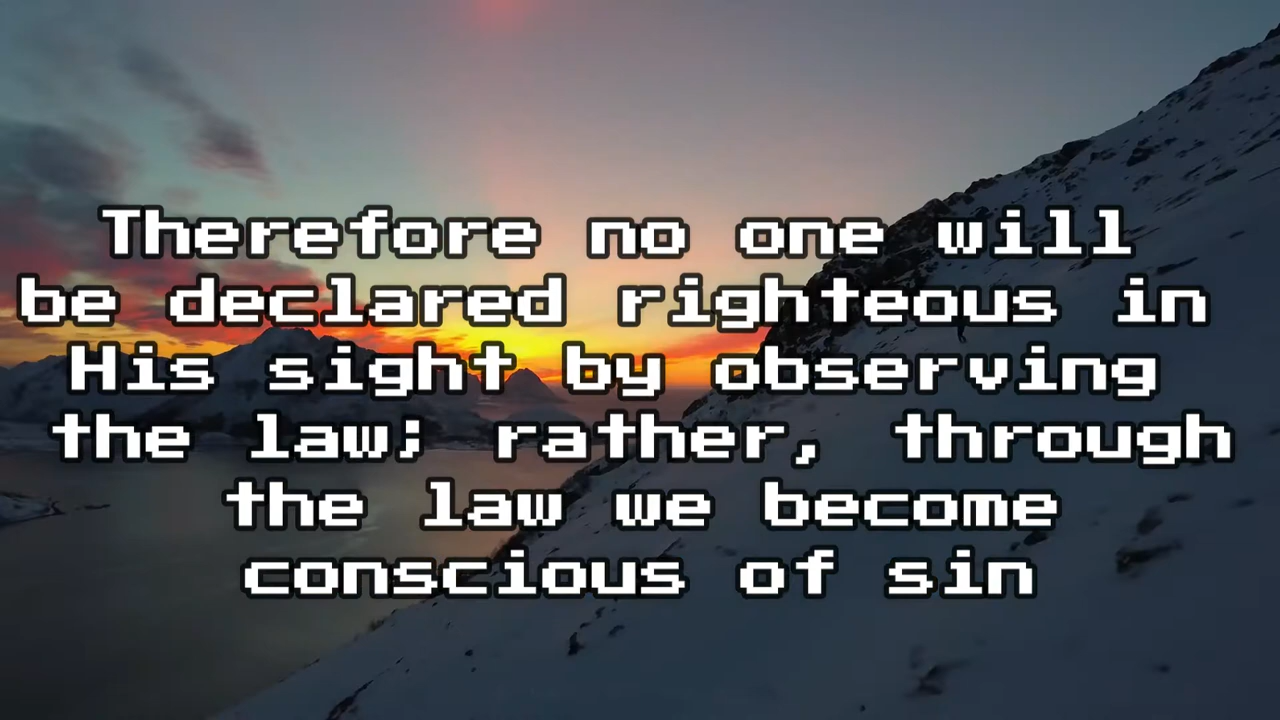 Therefore no one will
be declared righteous in
His sight by observing
the law; rather, through
the law we become
conscious of sin